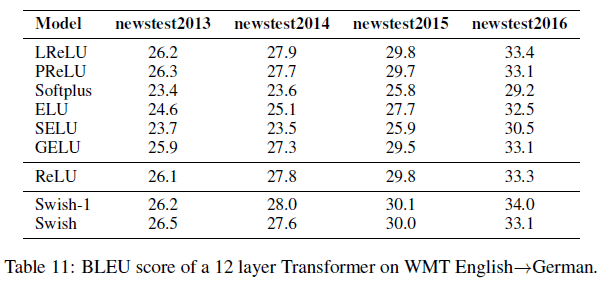 Model newstest2013 newstest2014 newstest2015 newstest2016
LReLU 26.2 27.9 29.8 33.4
PReLU 26.3 27.7 29.7 33.1
Softplus 23.4 23.6 25.8 29.2
ELU 24.6 25.1 27.7 32.5
SELU 23.7 23.5 25.9 30.5
GELU 25.9 27.3 29.5 33.1
ReLU 26.1 27.8 29.8 33.3
Swish-1 26.2 28.0 30.1 34.0
Swish 26.5 27.6 30.0 33.1
Table 11: BLEU score of a 12 layer Transformer on WMT English→German.